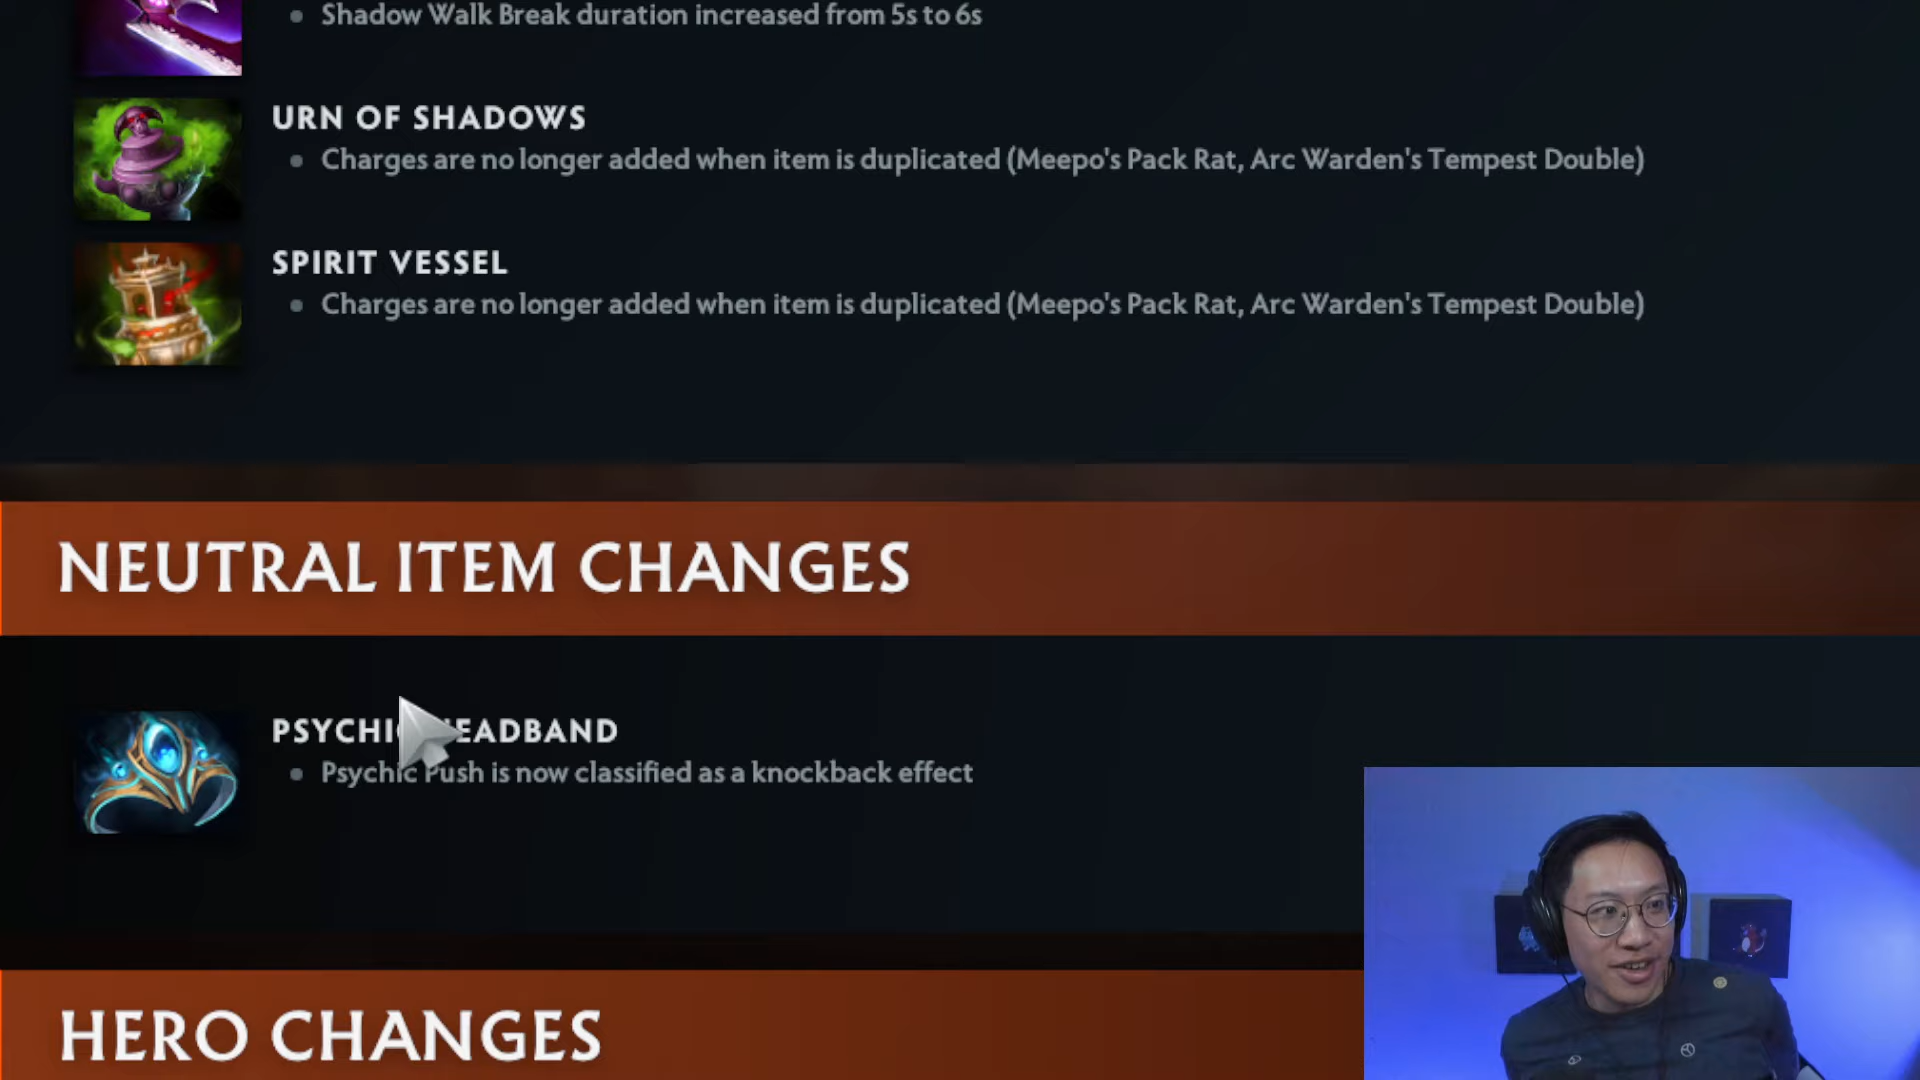 Shadow Walk Break duration increased from 5s to 6s
URN OF SHADOWS
Charges are no longer added when item is duplicated (Meepo's Pack Rat, Arc Warden's Tempest Double)
SPIRIT VESSEL
Charges are no longer added when item is duplicated (Meepo's Pack Rat, Arc Warden's Tempest Double)
NEUTRAL ITEM CHANGES
PSYCHIC HEADBAND
Psychic Push is now classified as a knockback effect
HERO CHANGES